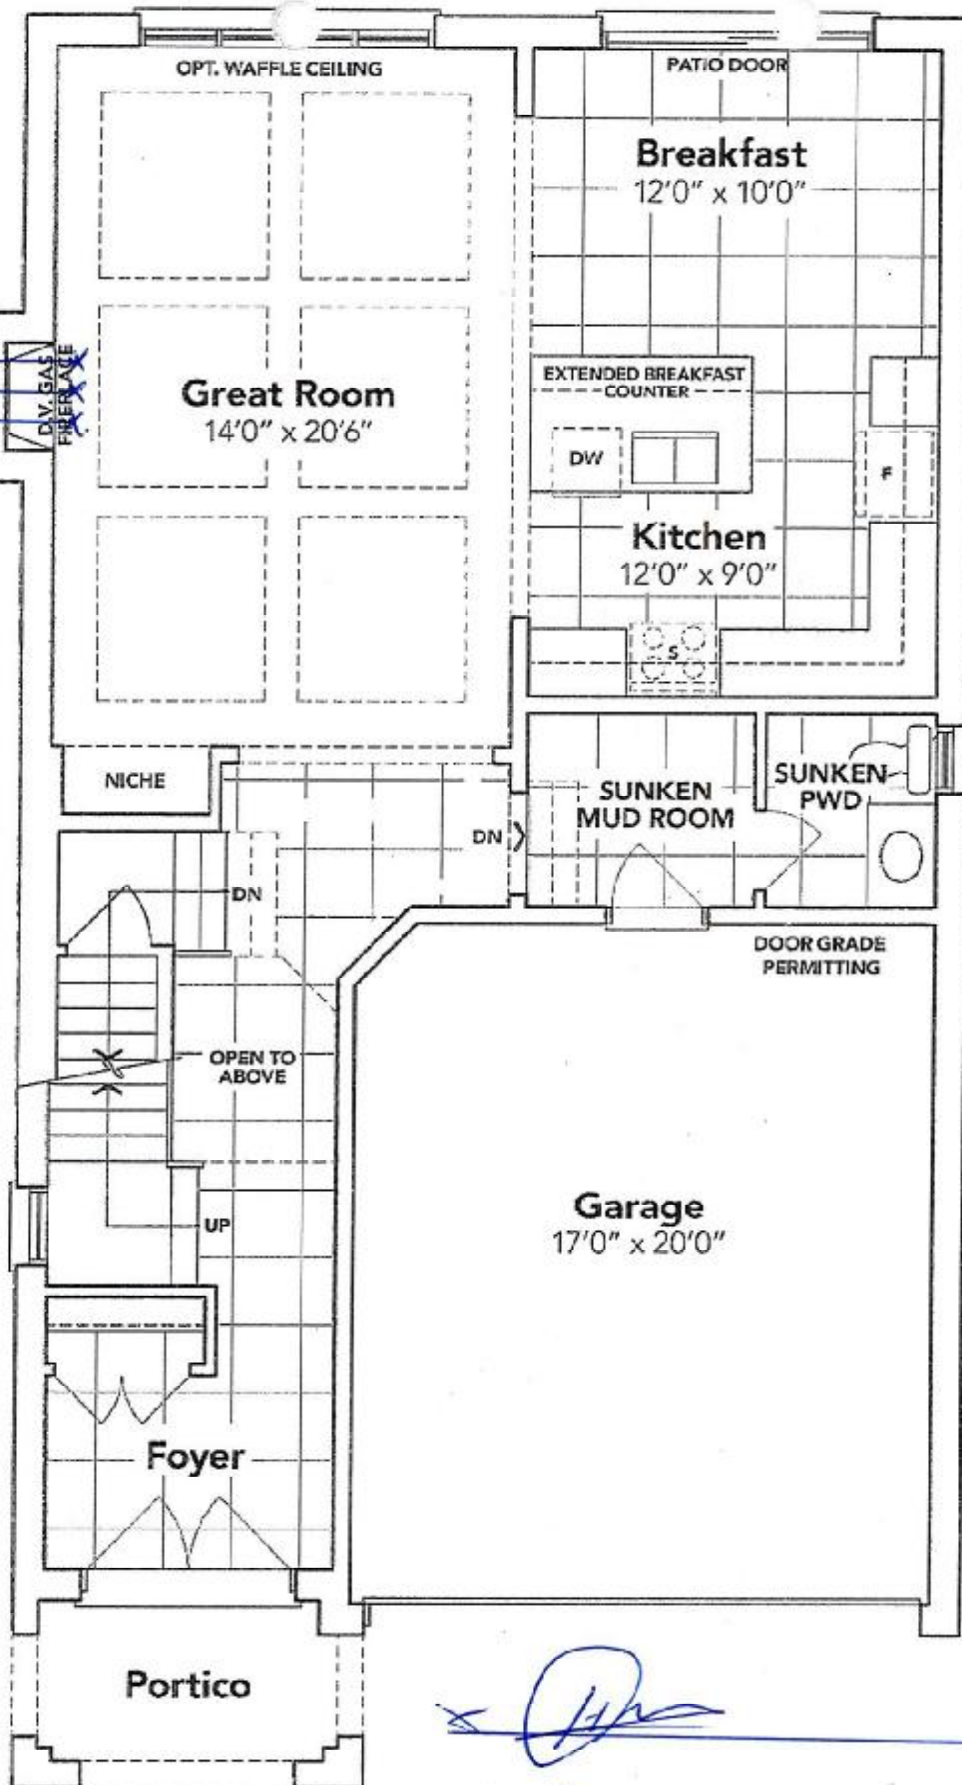 OPT. WAFFLE CEILING
PATIO DOOR
Breakfast
12'0" x 10'0"
D.V. GAS
FIREPLACE
Great Room
14'0" x 20'6"
EXTENDED BREAKFAST
COUNTER
DW
F
Kitchen
12'0" x 9'0"
S
NICHE
SUNKEN
MUD ROOM
SUNKEN
PWD
DN
DN
DOOR GRADE
PERMITTING
OPEN TO
ABOVE
UP
Garage
17'0" x 20'0"
Foyer
Portico